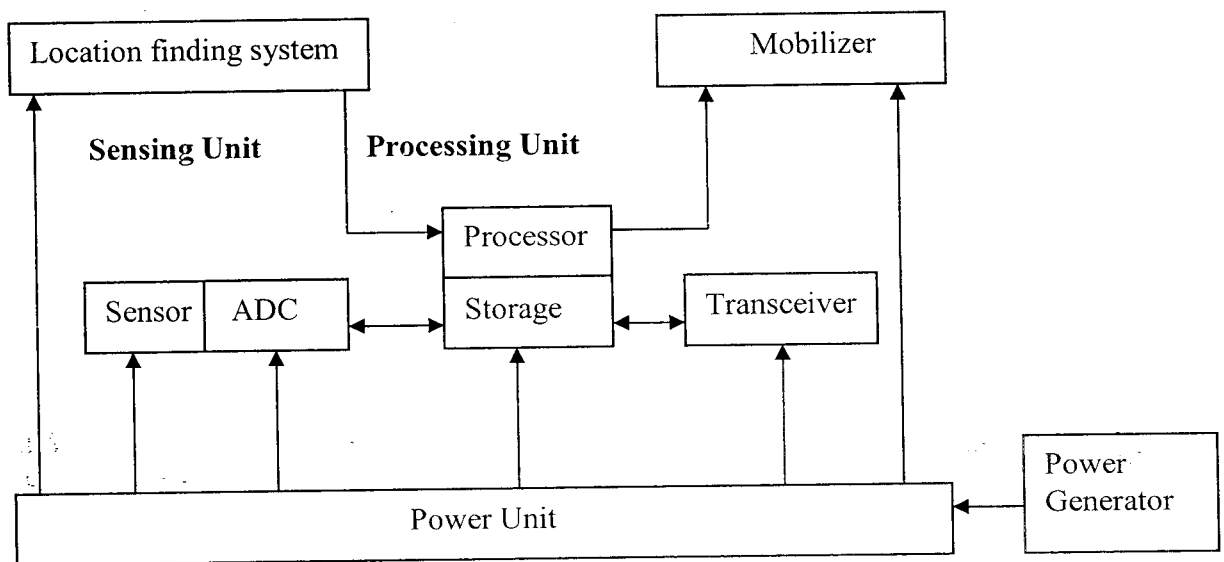 Location finding system
Mobilizer
Sensing Unit
Processing Unit
Processor
Sensor
ADC
Storage
Transceiver
Power Unit
Power
Generator